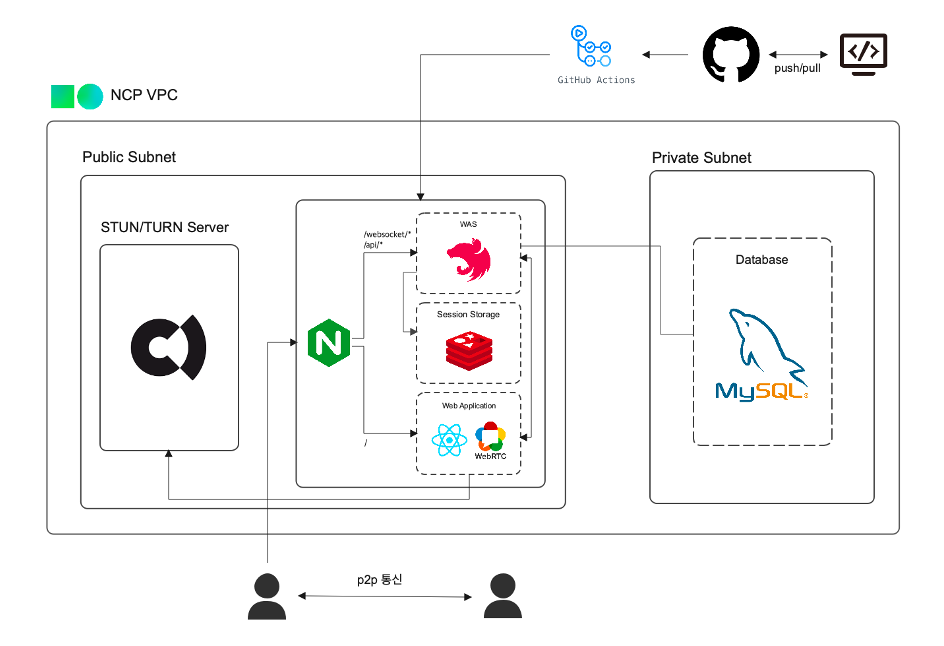 GitHub Actions
push/pull
NCP VPC
Public Subnet
Private Subnet
STUN/TURN Server
/websocket/*
/api/*
WAS
Session Storage
N
Web Application
WebRTC
/
Database
MySQL®
p2p 통신